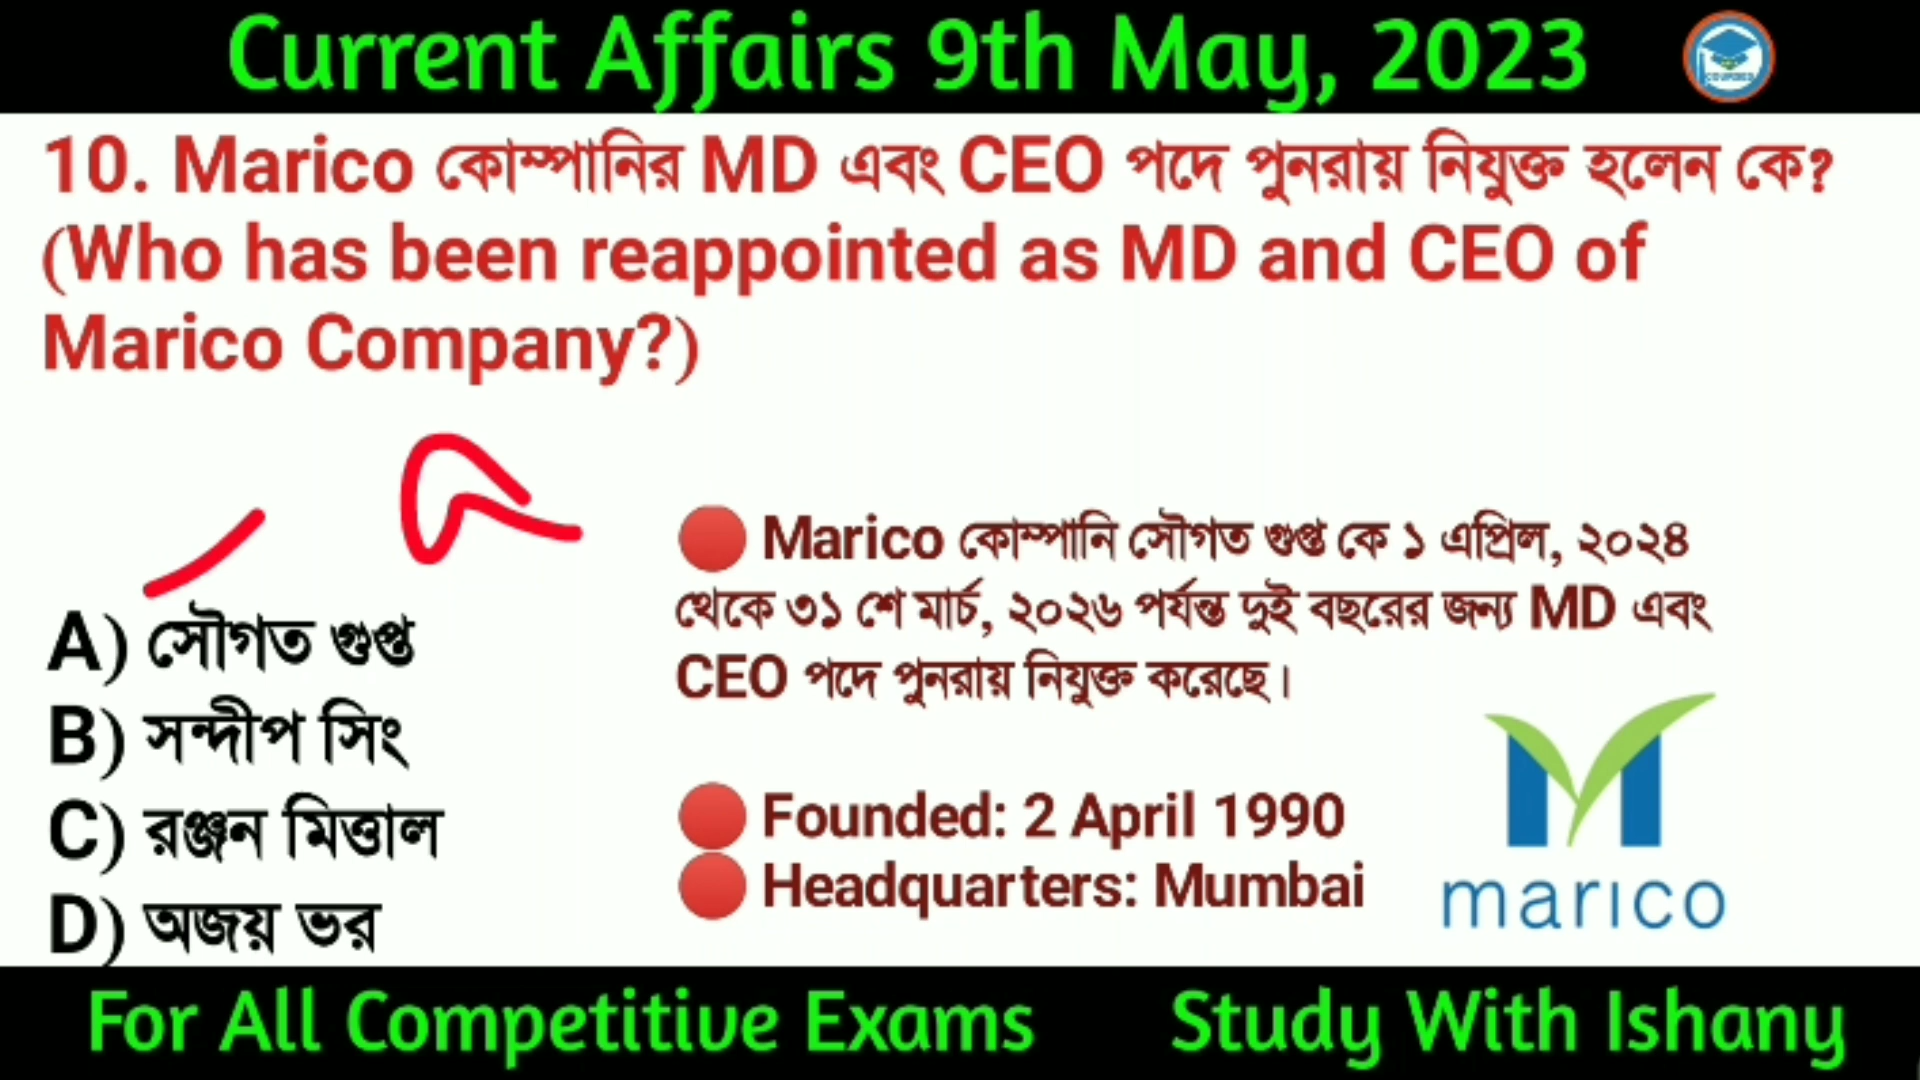 Current Affairs 9th May, 2023
10. Marico কোম্পানির MD এবং CEO পদে পুনরায় নিযুক্ত হলেন কে?
(Who has been reappointed as MD and CEO of
Marico Company?)
A) সৌগত গুপ্ত
B) সন্দীপ সিং
C) রঞ্জন মিত্তাল
D) অজয় ভর
Marico কোম্পানি সৌগত গুপ্ত কে ১ এপ্রিল, ২০২৪
থেকে ৩১ শে মার্চ, ২০২৬ পর্যন্ত দুই বছরের জন্য MD এবং
CEO পদে পুনরায় নিযুক্ত করেছে।
Founded: 2 April 1990
Headquarters: Mumbai
marico
For All Competitive Exams Study With Ishany